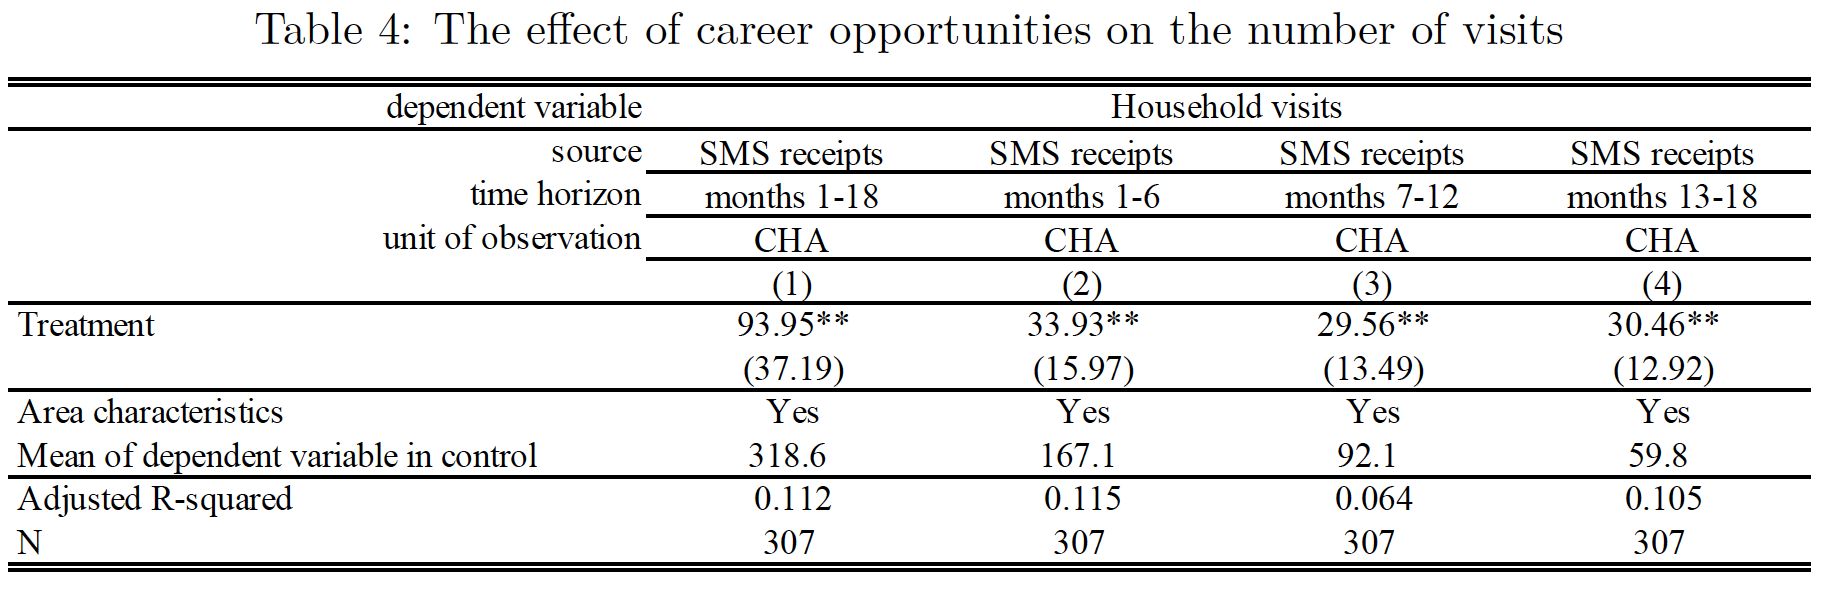 Table 4: The effect of career opportunities on the number of visits
dependent variable Household visits
source SMS receipts SMS receipts SMS receipts SMS receipts
time horizon months 1-18 months 1-6 months 7-12 months 13-18
unit of observation CHA CHA CHA CHA
(1) (2) (3) (4)
Treatment 93.95** 33.93** 29.56** 30.46**
(37.19) (15.97) (13.49) (12.92)
Area characteristics Yes Yes Yes Yes
Mean of dependent variable in control 318.6 167.1 92.1 59.8
Adjusted R-squared 0.112 0.115 0.064 0.105
N 307 307 307 307